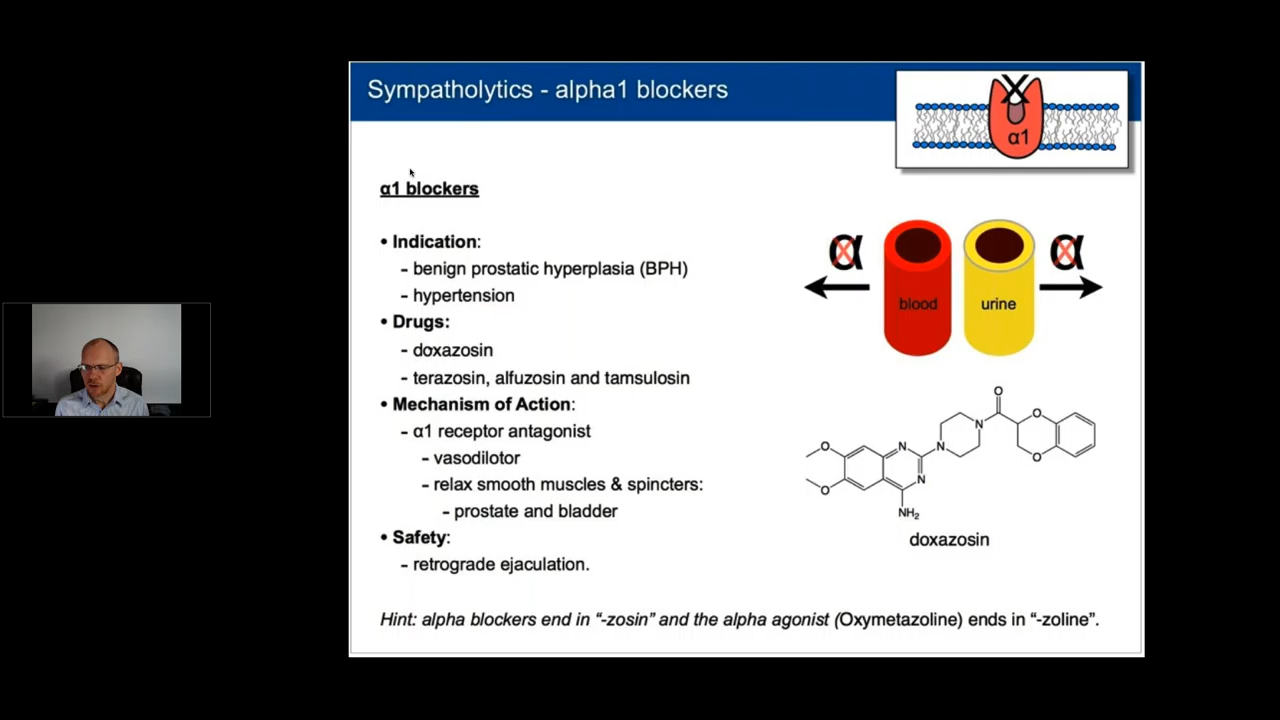 Sympatholytics - alpha1 blockers
α1
α1 blockers
• Indication:
- benign prostatic hyperplasia (BPH)
- hypertension
• Drugs:
- doxazosin
- terazosin, alfuzosin and tamsulosin
• Mechanism of Action:
- α1 receptor antagonist
- vasodilotor
- relax smooth muscles & spincters:
- prostate and bladder
• Safety:
- retrograde ejaculation.
α
α
blood
urine
O
O
N
N
O
O
N
N
O
NH₂
doxazosin
Hint: alpha blockers end in “-zosin” and the alpha agonist (Oxymetazoline) ends in “-zoline”.